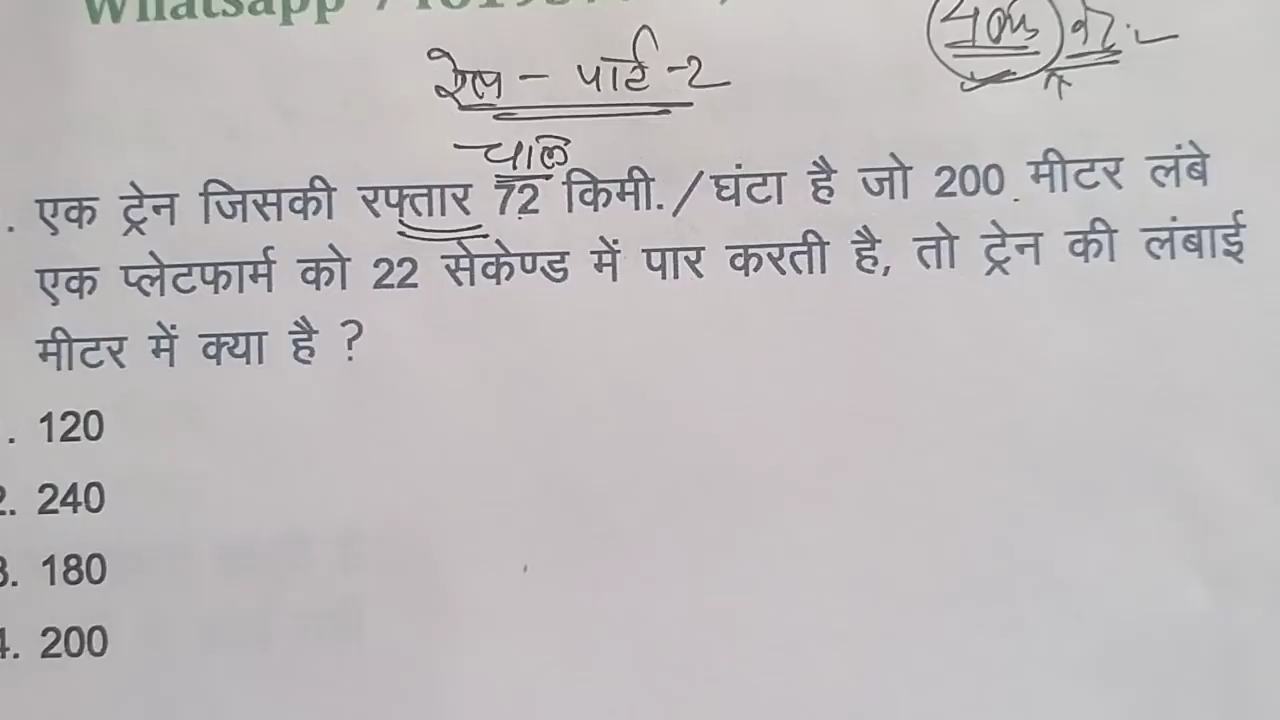 Whatsapp
रेल - पार्ट-2
चाल
एक ट्रेन जिसकी रफ्तार 72 किमी./घंटा है जो 200 मीटर लंबे
एक प्लेटफार्म को 22 सेकेण्ड में पार करती है, तो ट्रेन की लंबाई
मीटर में क्या है ?
. 120
2. 240
3. 180
4. 200